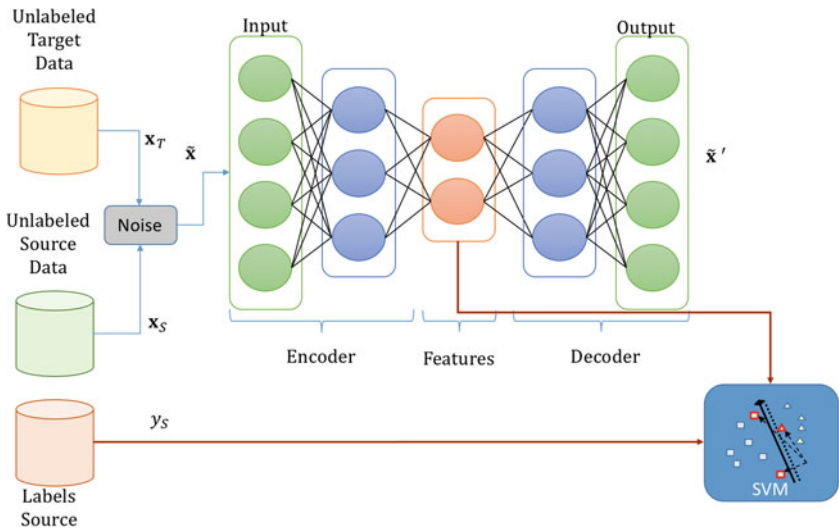 Unlabeled
Target
Data
Input
Output
x_T
x̃
x̃ ′
Noise
Unlabeled
Source
Data
x_S
Encoder
Features
Decoder
y_S
SVM
Labels
Source